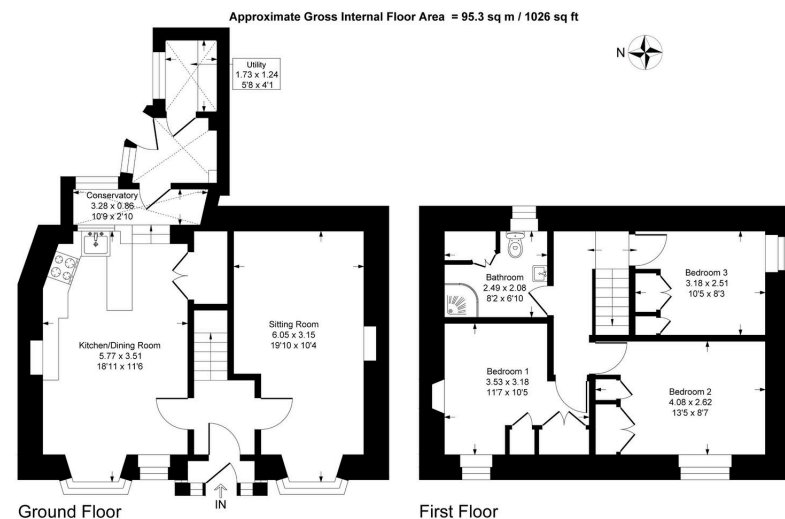 Approximate Gross Internal Floor Area = 95.3 sq m / 1026 sq ft
N
Utility
1.73 x 1.24
5'8 x 4'1
Conservatory
3.28 x 0.86
10'9 x 2'10
Kitchen/Dining Room
5.77 x 3.51
18'11 x 11'6
Sitting Room
6.05 x 3.15
19'10 x 10'4
IN
Ground Floor
Bathroom
2.49 x 2.08
8'2 x 6'10
Bedroom 3
3.18 x 2.51
10'5 x 8'3
Bedroom 1
3.53 x 3.18
11'7 x 10'5
Bedroom 2
4.08 x 2.62
13'5 x 8'7
First Floor